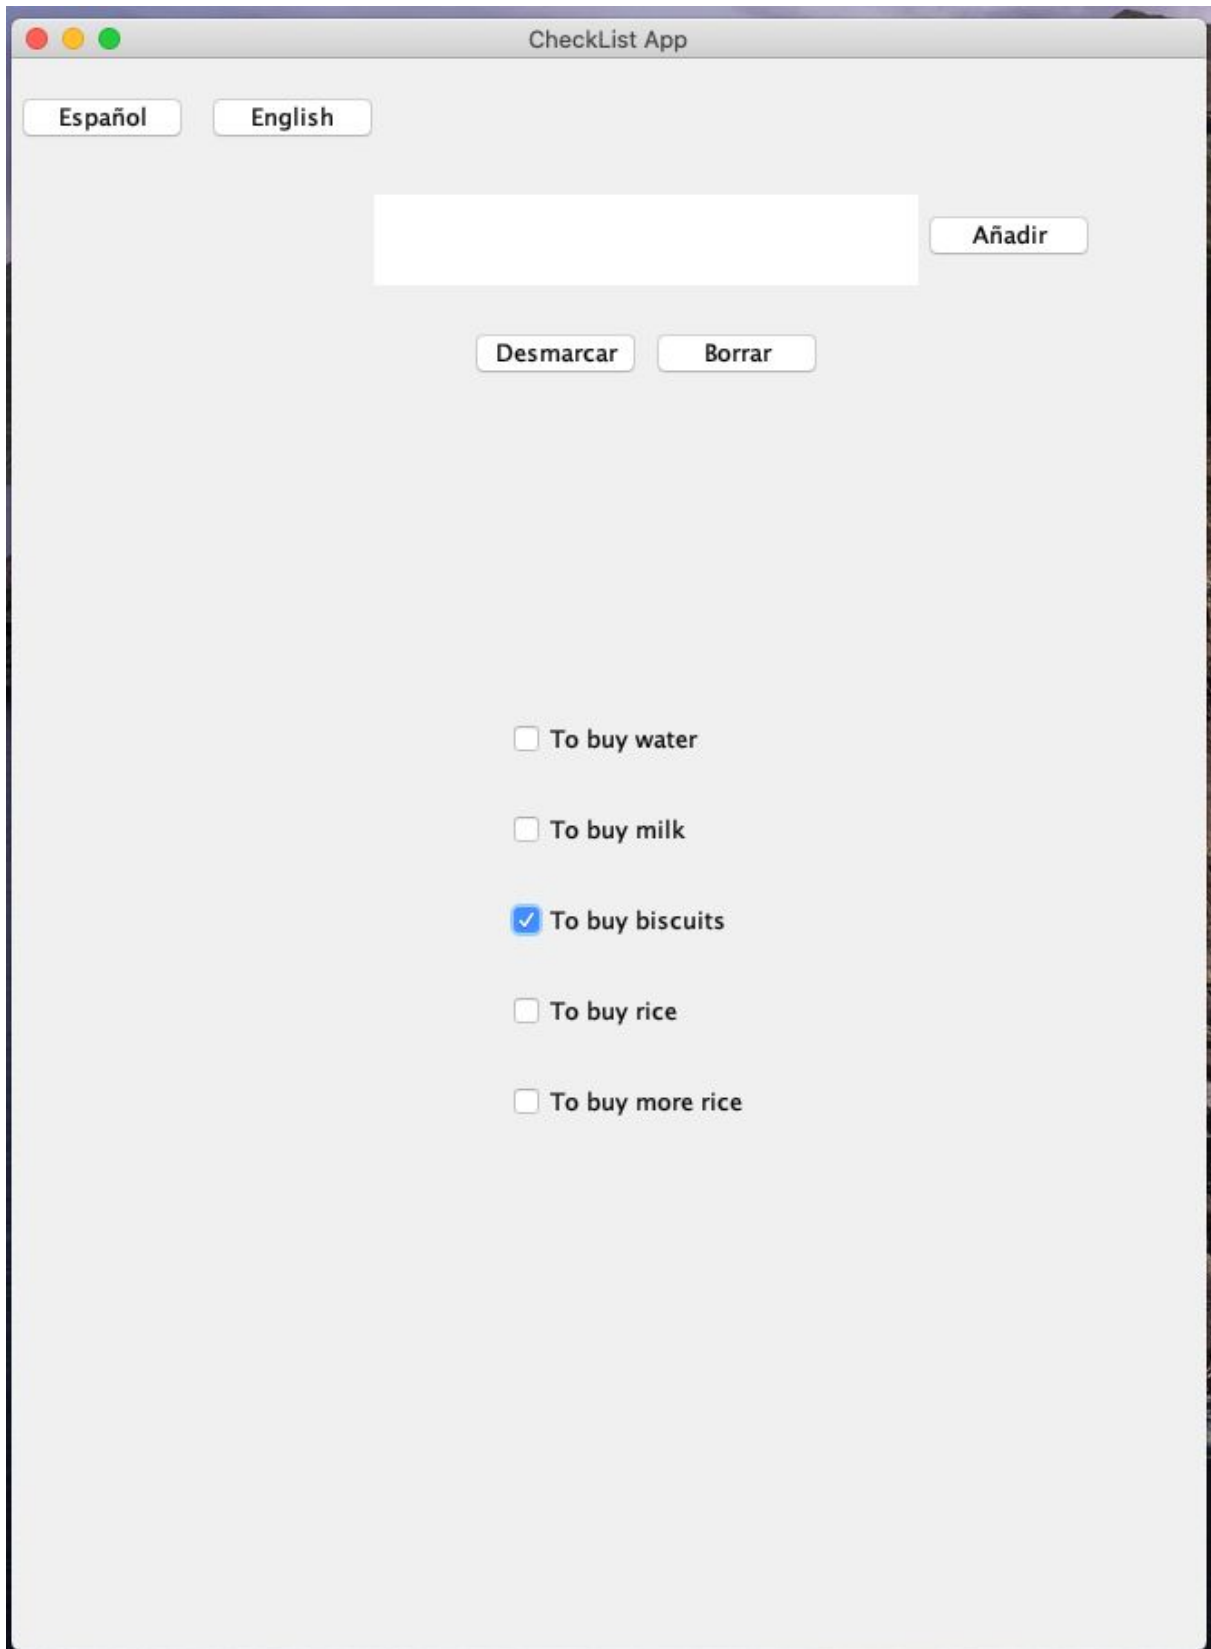 CheckList App
Español English
Añadir
Desmarcar Borrar
To buy water
To buy milk
To buy biscuits
To buy rice
To buy more rice